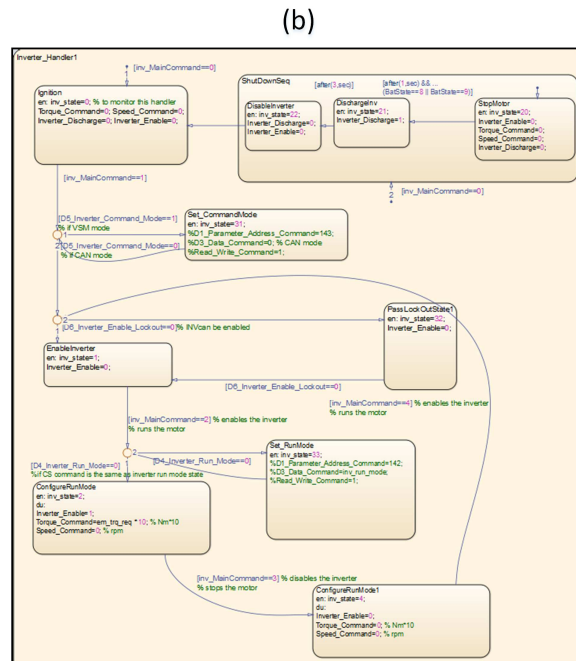 (b)
Inverter_Handler1
1
[inv_MainCommand==0]
Ignition
en: inv_state=0; % to monitor this handler
Torque_Command=0; Speed_Command=0;
Inverter_Discharge=0; Inverter_Enable=0;
ShutDownSeq
[after(3,sec)]
[after(1,sec) && ...
(BatState==8 || BatState==9)]
DisableInverter
en: inv_state=22;
Inverter_Discharge=0;
Inverter_Enable=0;
DischargeInv
en: inv_state=21;
Inverter_Discharge=1;
StopMotor
en: inv_state=20;
Inverter_Enable=0;
Torque_Command=0;
Speed_Command=0;
Inverter_Discharge=0;
[inv_MainCommand==0]
2
[inv_MainCommand==1]
[D5_Inverter_Command_Mode==1]
% if VSM mode
1
2
[D5_Inverter_Command_Mode==0]
% if CAN mode
Set_CommandMode
en: inv_state=31;
%D1_Parameter_Address_Command=143;
%D3_Data_Command=0; % CAN mode
%Read_Write_Command=1;
2
1
[D6_Inverter_Enable_Lockout==0]% INVcan be enabled
PassLockOutState1
en: inv_state=32;
Inverter_Enable=0;
EnableInverter
en: inv_state=1;
Inverter_Enable=0;
[D6_Inverter_Enable_Lockout==0]
[inv_MainCommand==4] % enables the inverter
% runs the motor
[inv_MainCommand==2] % enables the inverter
% runs the motor
2
1
[D4_Inverter_Run_Mode==0]
[D4_Inverter_Run_Mode==0]
%if CS command is the same as inverter run mode state
Set_RunMode
en: inv_state=33;
%D1_Parameter_Address_Command=142;
%D3_Data_Command=inv_run_mode;
%Read_Write_Command=1;
ConfigureRunMode
en: inv_state=2;
du:
Inverter_Enable=1;
Torque_Command=em_trq_req *10; % Nm*10
Speed_Command=0; % rpm
[inv_MainCommand==3] % disables the inverter
% stops the motor
ConfigureRunMode1
en: inv_state=4;
du:
Inverter_Enable=0;
Torque_Command=0; % Nm*10
Speed_Command=0; % rpm